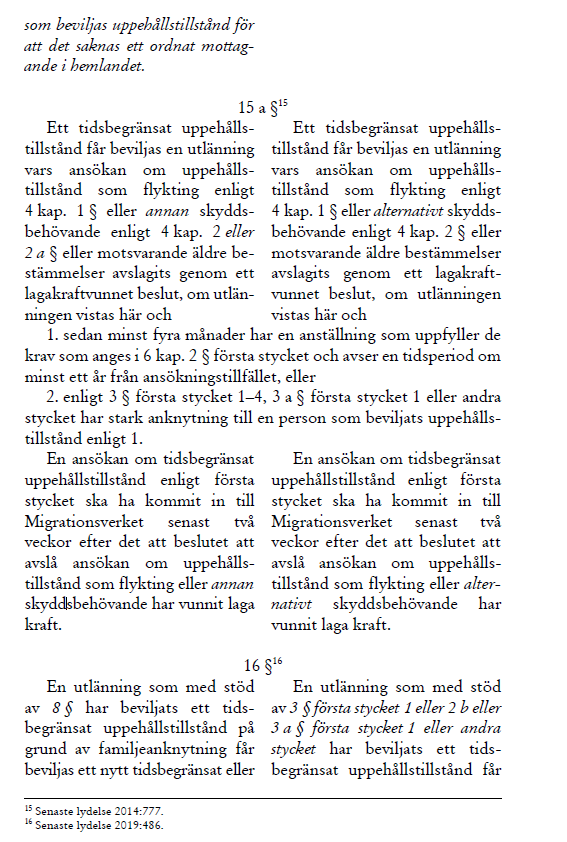 som beviljas uppehållstillstånd för
att det saknas ett ordnat mottag-
ande i hemlandet.
15 a §15
Ett tidsbegränsat uppehålls-
tillstånd får beviljas en utlänning
vars ansökan om uppehålls-
tillstånd som flykting enligt
4 kap. 1 § eller annan skydds-
behövande enligt 4 kap. 2 eller
2 a § eller motsvarande äldre be-
stämmelser avslagits genom ett
lagakraftvunnet beslut, om utlän-
ningen vistas här och
Ett tidsbegränsat uppehålls-
tillstånd får beviljas en utlänning
vars ansökan om uppehålls-
tillstånd som flykting enligt
4 kap. 1 § eller alternativt skydds-
behövande enligt 4 kap. 2 § eller
motsvarande äldre bestämmelser
avslagits genom ett lagakraft-
vunnet beslut, om utlänningen
vistas här och
1. sedan minst fyra månader har en anställning som uppfyller de
krav som anges i 6 kap. 2 § första stycket och avser en tidsperiod om
minst ett år från ansökningstillfället, eller
2. enligt 3 § första stycket 1–4, 3 a § första stycket 1 eller andra
stycket har stark anknytning till en person som beviljats uppehålls-
tillstånd enligt 1.
En ansökan om tidsbegränsat
uppehållstillstånd enligt första
stycket ska ha kommit in till
Migrationsverket senast två
veckor efter det att beslutet att
avslå ansökan om uppehålls-
tillstånd som flykting eller annan
skyddsbehövande har vunnit laga
kraft.
En ansökan om tidsbegränsat
uppehållstillstånd enligt första
stycket ska ha kommit in till
Migrationsverket senast två
veckor efter det att beslutet att
avslå ansökan om uppehålls-
tillstånd som flykting eller alter-
nativt skyddsbehövande har
vunnit laga kraft.
16 §16
En utlänning som med stöd
av 8 § har beviljats ett tids-
begränsat uppehållstillstånd på
grund av familjeanknytning får
beviljas ett nytt tidsbegränsat eller
En utlänning som med stöd
av 3 § första stycket 1 eller 2 b eller
3 a § första stycket 1 eller andra
stycket har beviljats ett tids-
begränsat uppehållstillstånd får
15 Senaste lydelse 2014:777.
16 Senaste lydelse 2019:486.